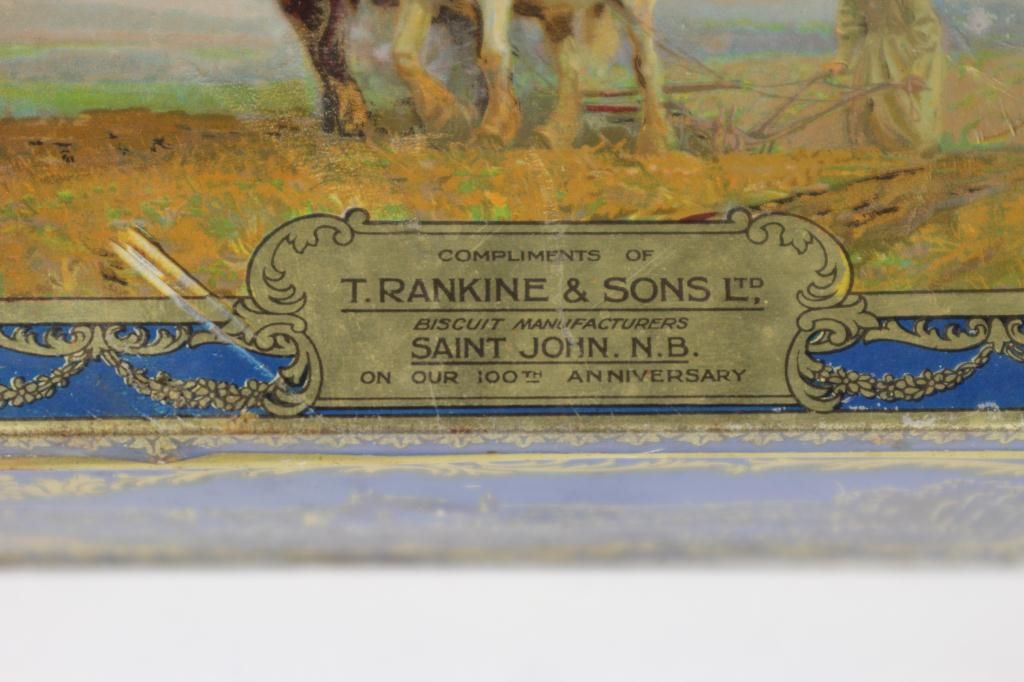 COMPLIMENTS OF
T. RANKINE & SONS LTD,
BISCUIT MANUFACTURERS
SAINT JOHN. N.B.
ON OUR 100TH ANNIVERSARY